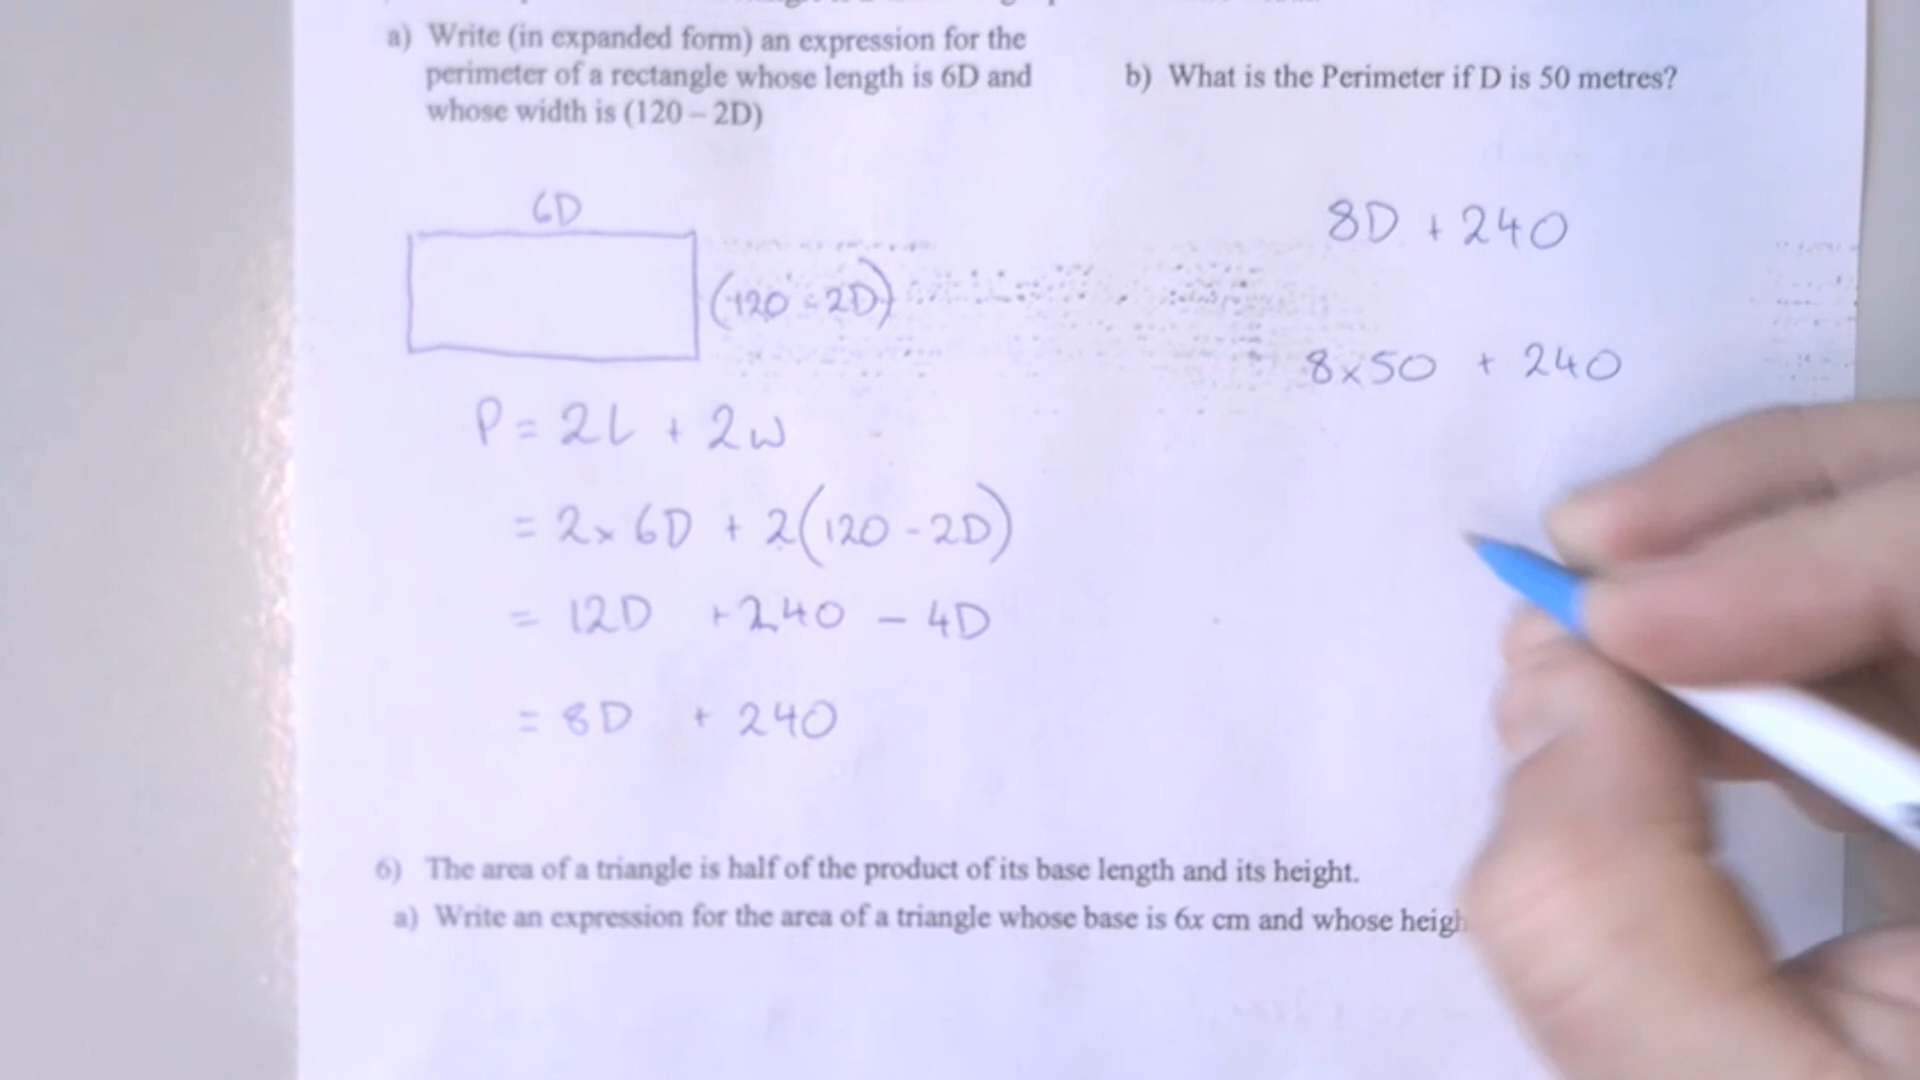 a) Write (in expanded form) an expression for the
perimeter of a rectangle whose length is 6D and
whose width is (120 – 2D)
6D
(120 - 2D)
P = 2L + 2W
= 2 x 6D + 2(120 - 2D)
= 12D + 240 - 4D
= 8D + 240
b) What is the Perimeter if D is 50 metres?
8D + 240
8x50 + 240
6) The area of a triangle is half of the product of its base length and its height.
a) Write an expression for the area of a triangle whose base is 6x cm and whose heigh